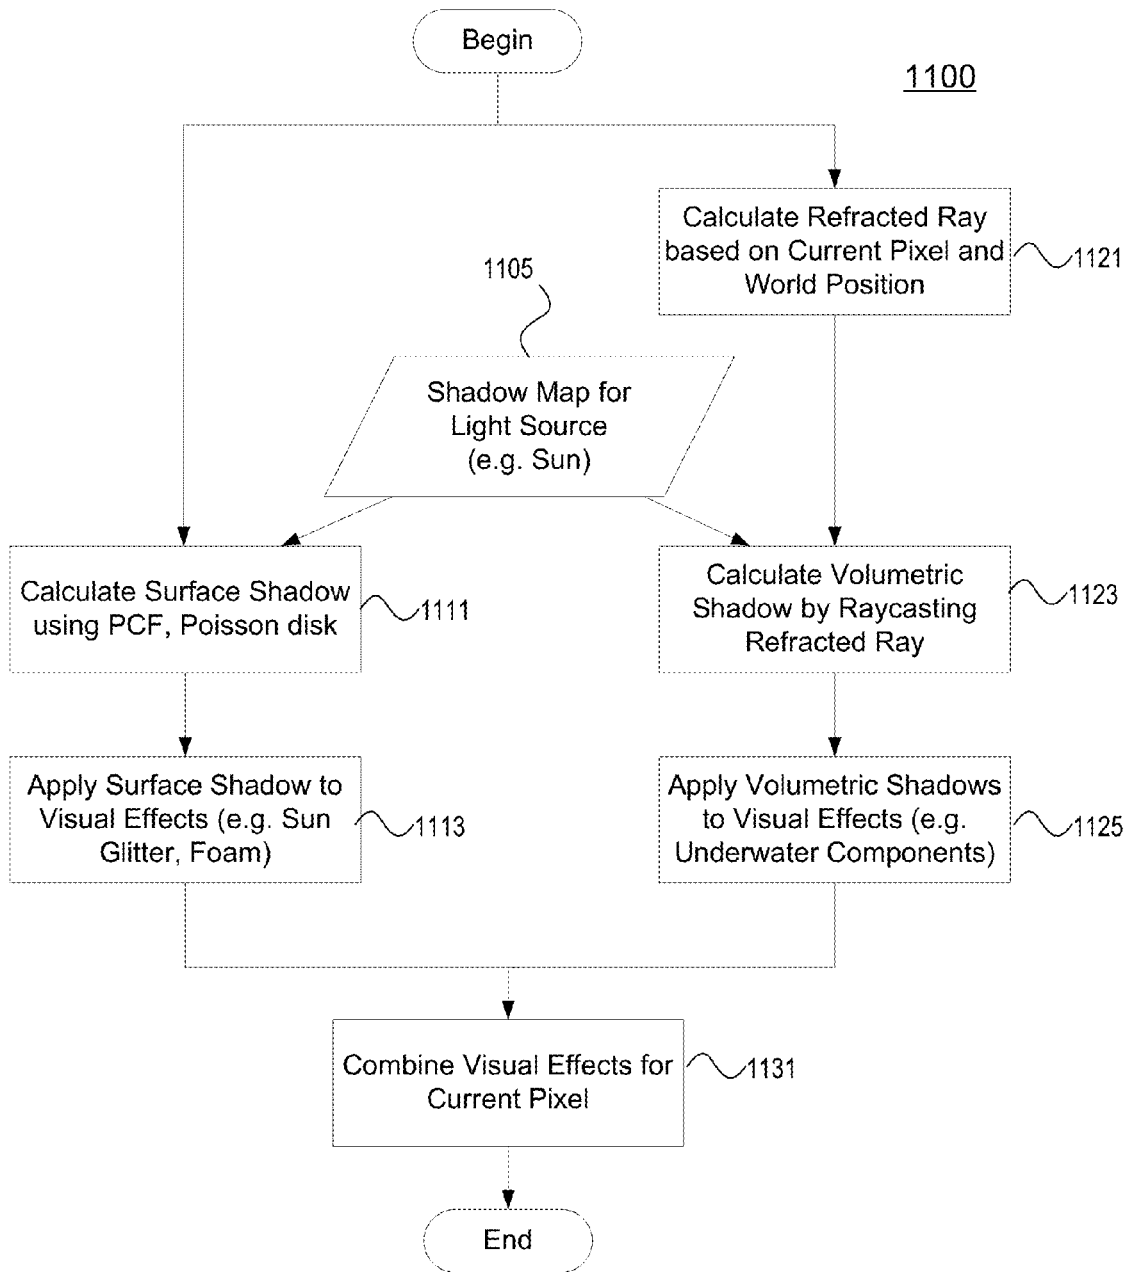 Begin
1100
Calculate Refracted Ray
based on Current Pixel and
World Position
1121
1105
Shadow Map for
Light Source
(e.g. Sun)
Calculate Surface Shadow
using PCF, Poisson disk
1111
Calculate Volumetric
Shadow by Raycasting
Refracted Ray
1123
Apply Surface Shadow to
Visual Effects (e.g. Sun
Glitter, Foam)
1113
Apply Volumetric Shadows
to Visual Effects (e.g.
Underwater Components)
1125
Combine Visual Effects for
Current Pixel
1131
End